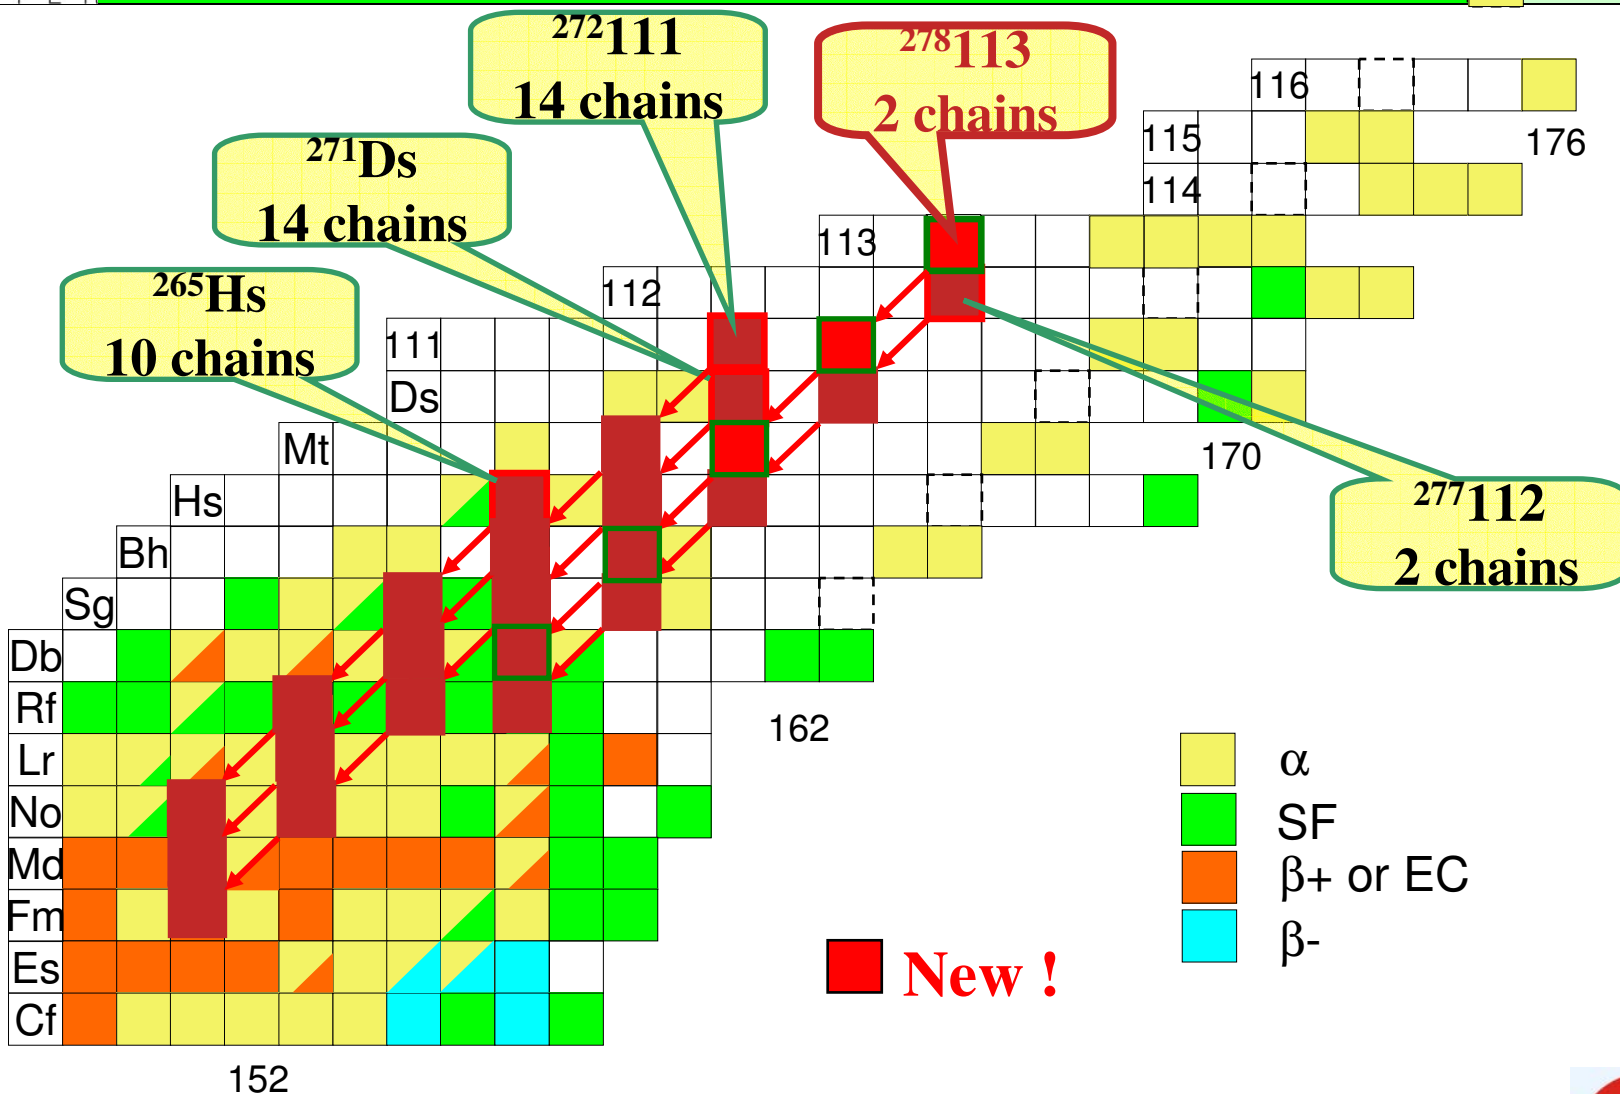 ²⁷²111
14 chains
²⁷⁸113
2 chains
116
115
176
²⁷¹Ds
14 chains
114
113
²⁶⁵Hs
10 chains
112
111
Ds
Mt
170
Hs
²⁷⁷112
2 chains
Bh
Sg
Db
Rf
162
Lr
α
No
SF
Md
β+ or EC
Fm
β-
Es
New !
Cf
152